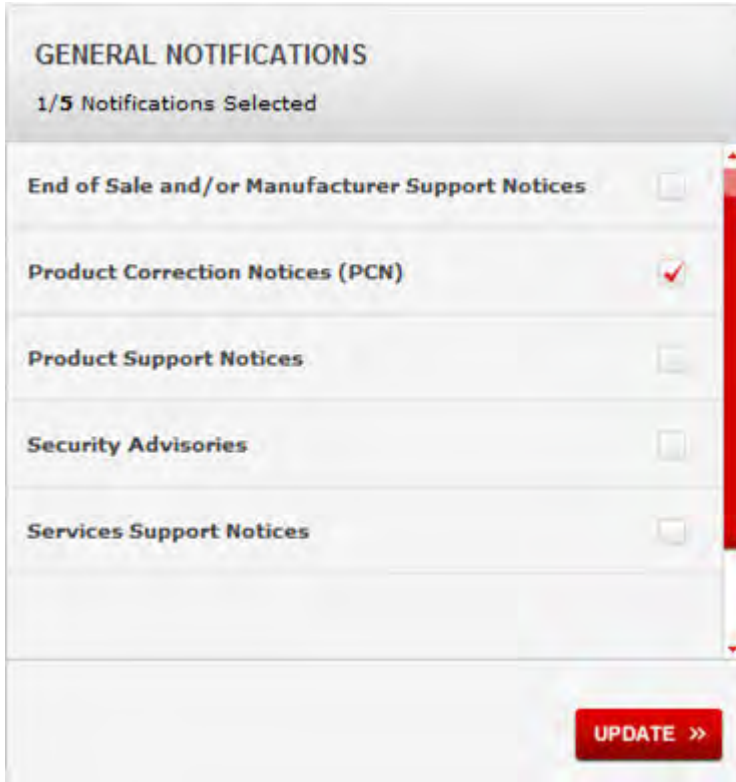 GENERAL NOTIFICATIONS
1/5 Notifications Selected
End of Sale and/or Manufacturer Support Notices
Product Correction Notices (PCN)
Product Support Notices
Security Advisories
Services Support Notices
UPDATE »